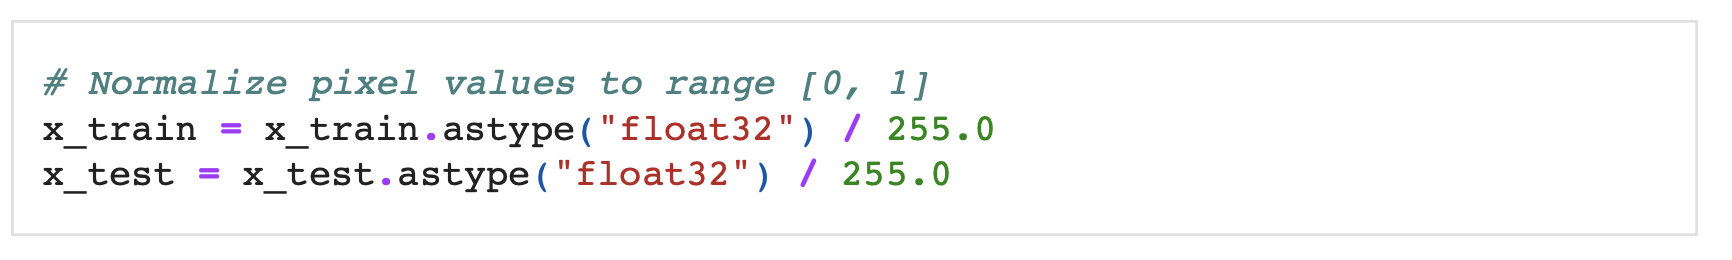 # Normalize pixel values to range [0, 1]
x_train = x_train.astype("float32") / 255.0
x_test = x_test.astype("float32") / 255.0